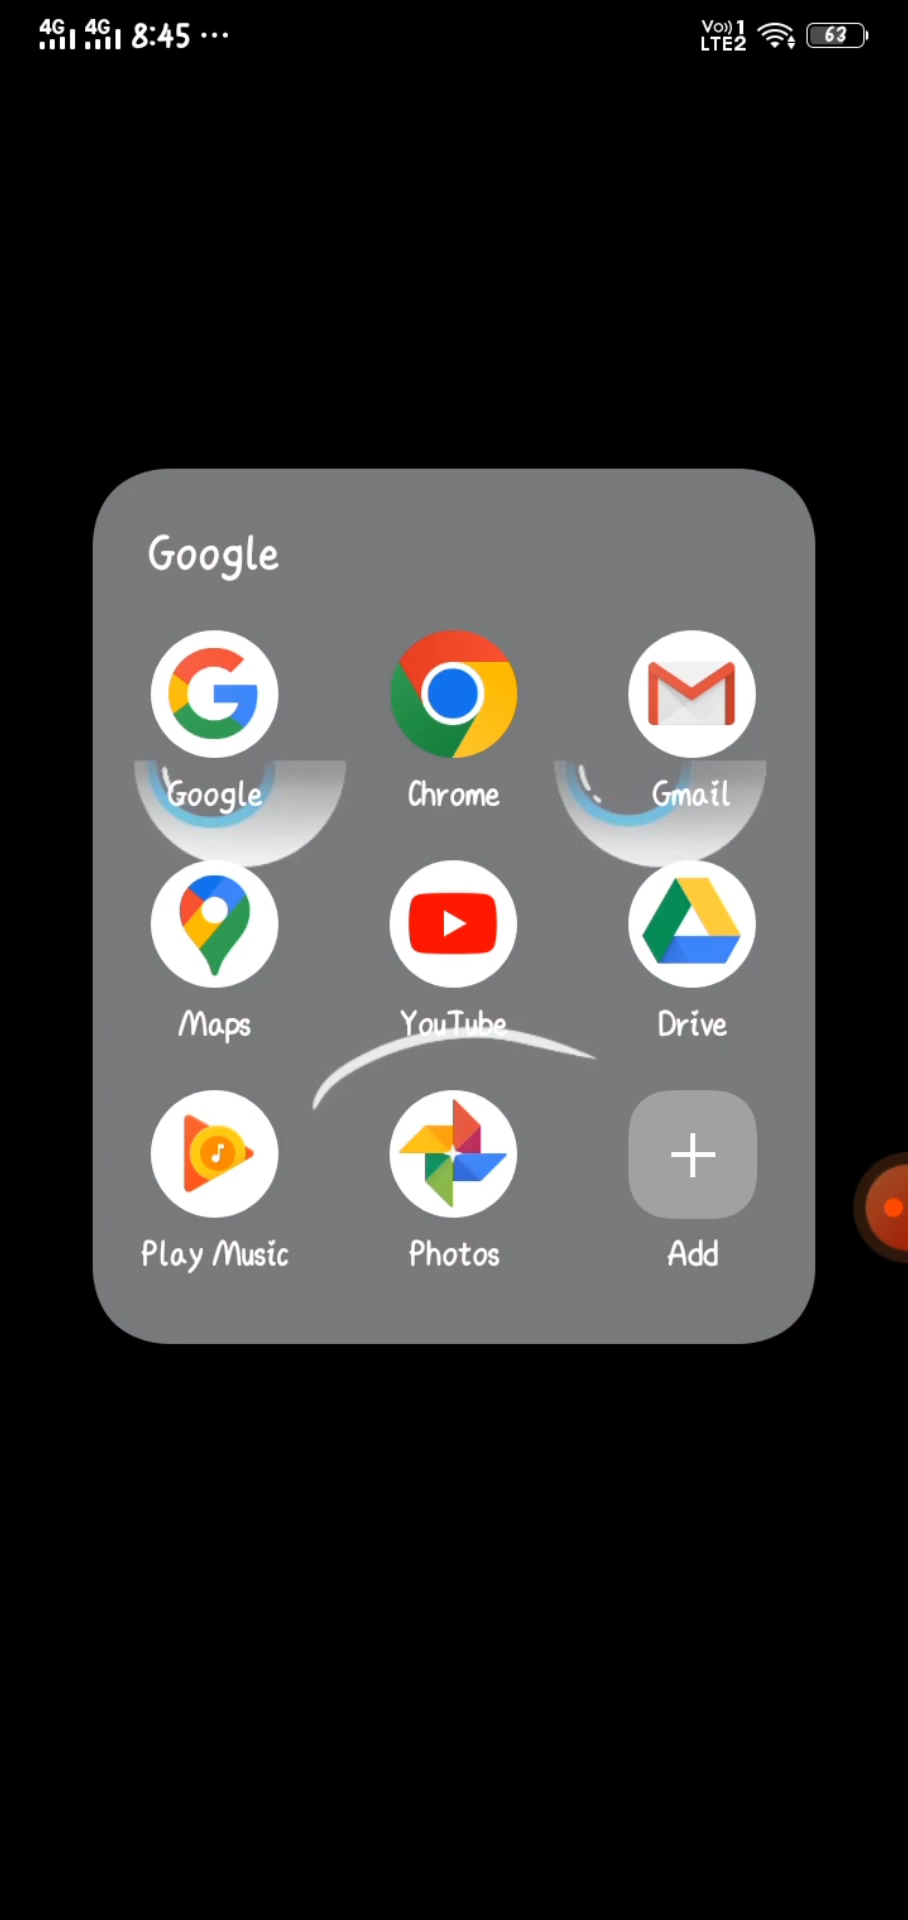 4G 4G 8:45 ... Vo)) 1 LTE2 63
Google
Google Chrome Gmail
Maps YouTube Drive
Play Music Photos Add